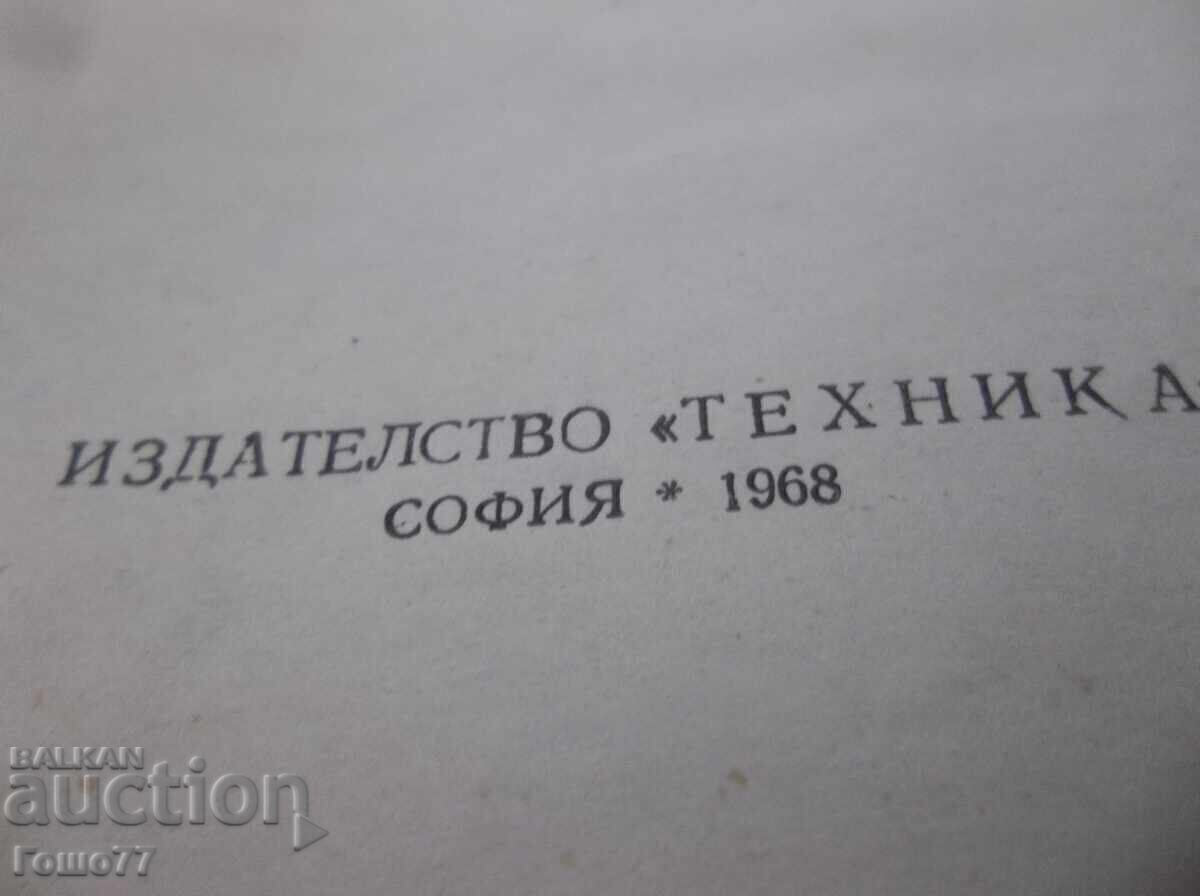 ИЗДАТЕЛСТВО «ТЕХНИКА
СОФИЯ * 1968
BALKAN
auction
Гошо77